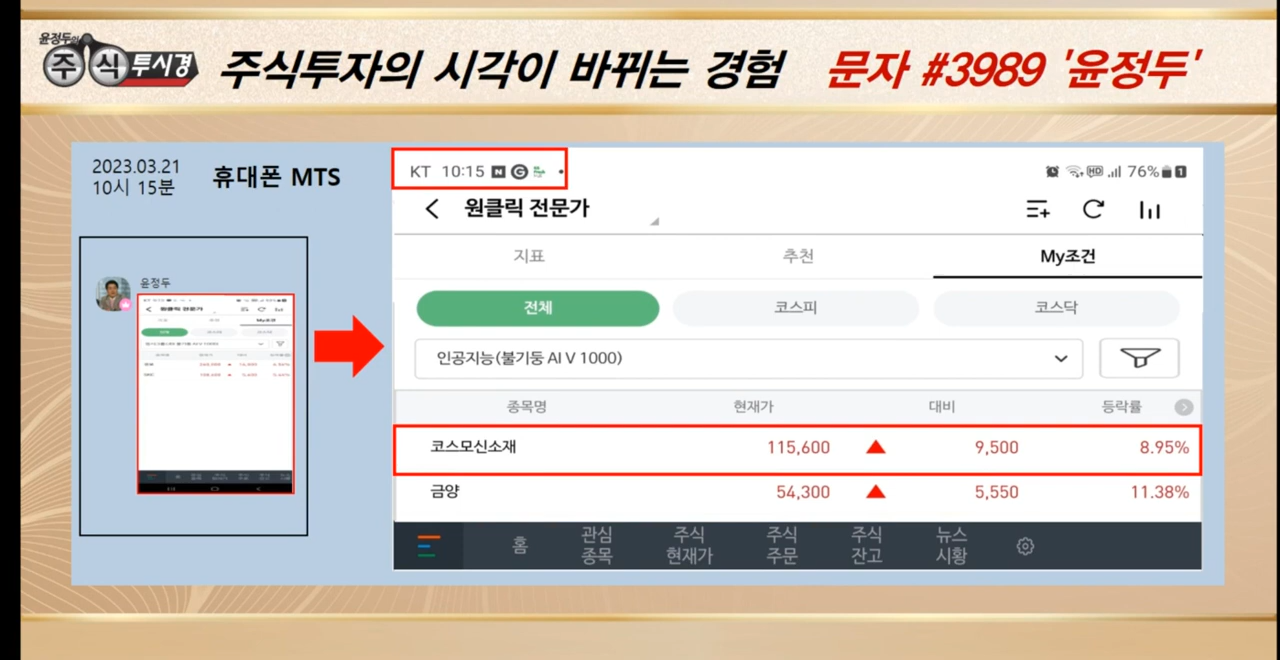 윤정두의
주식투시경
주식투자의 시각이 바뀌는 경험 문자 #3989 '윤정두'
2023.03.21
10시 15분
휴대폰 MTS
윤정두
KT 10:15 N G
HD 76% 1
원클릭 전문가
지표 추천 My조건
전체 코스피 코스닥
인공지능(불기둥 AI V 1000)
종목명 현재가 대비 등락률
코스모신소재 115,600 ▲ 9,500 8.95%
금양 54,300 ▲ 5,550 11.38%
홈
관심
종목
주식
현재가
주식
주문
주식
잔고
뉴스
시황